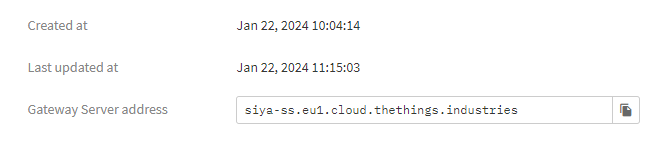 Created at Jan 22, 2024 10:04:14
Last updated at Jan 22, 2024 11:15:03
Gateway Server address siya-ss.eu1.cloud.thethings.industries